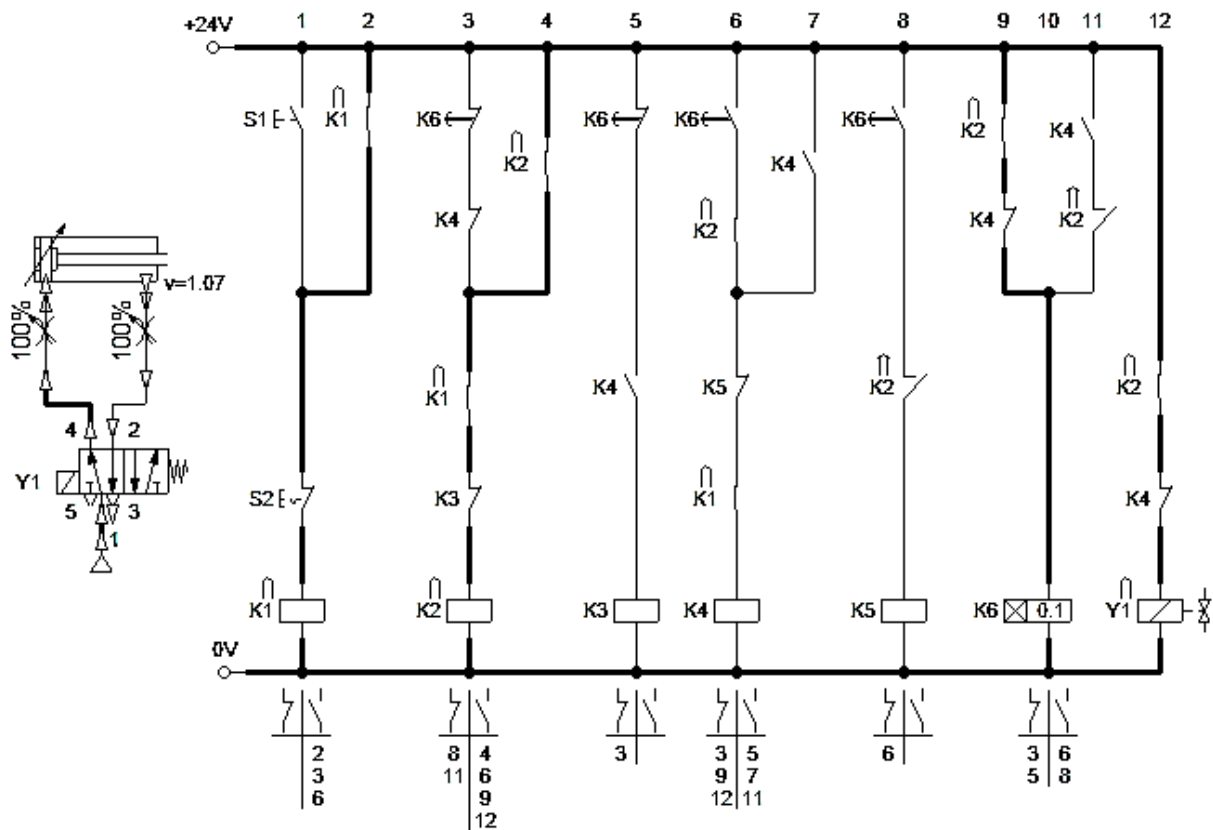 1 2 3 4 5 6 7 8 9 10 11 12
+24V
S1 K1 K6 K6 K6 K6 K2 K4
K2 K4
K4 K2 K4 K2
v=1.07
100% 100%
K1 K4 K5 K2 K2
4 2
Y1
S2 K3 K1 K4
5 3
1
K1 K2 K3 K4 K5 K6 0.1 Y1
0V
2 8 4 3 3 5 6 3 6
3 11 6 9 7 5 8
6 9 12 11
12